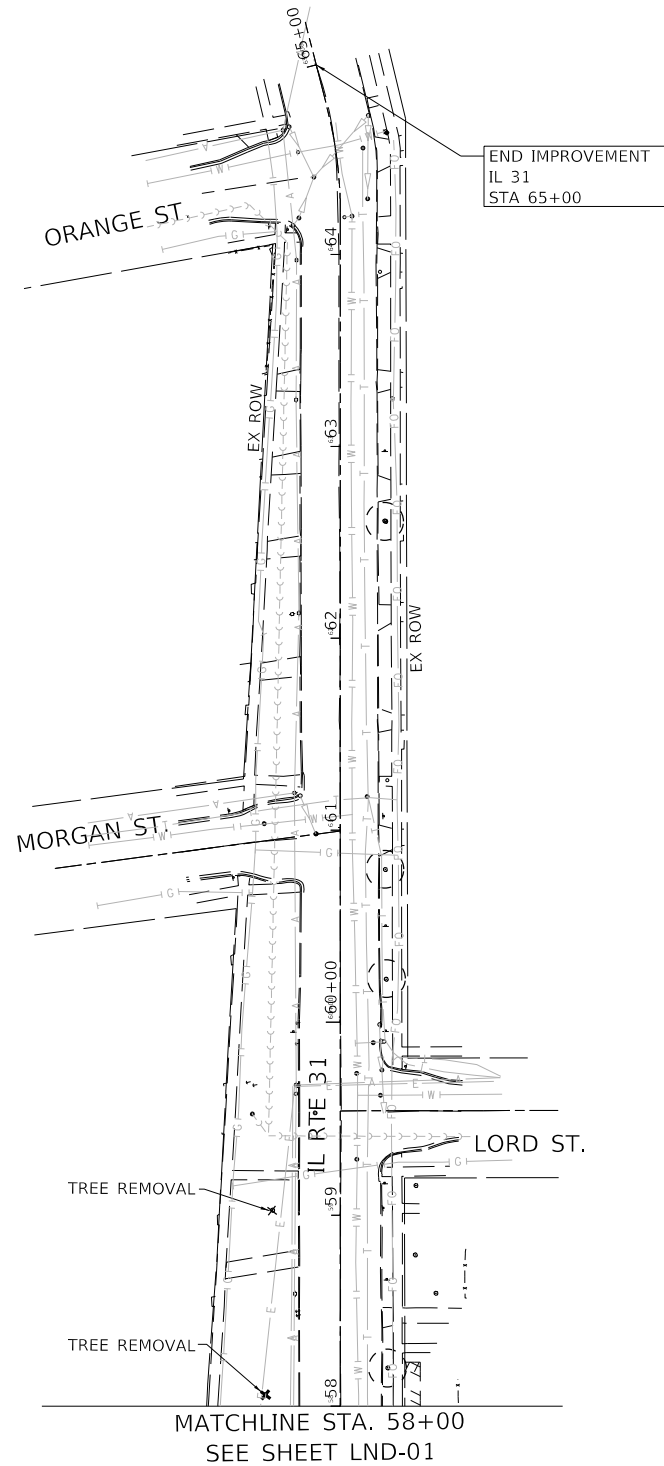 65+00
END IMPROVEMENT
IL 31
STA 65+00
ORANGE ST.
64
EX ROW
63
62
EX ROW
61
MORGAN ST.
60+00
IL RTE 31
LORD ST.
TREE REMOVAL
59
TREE REMOVAL
58
MATCHLINE STA. 58+00
SEE SHEET LND-01